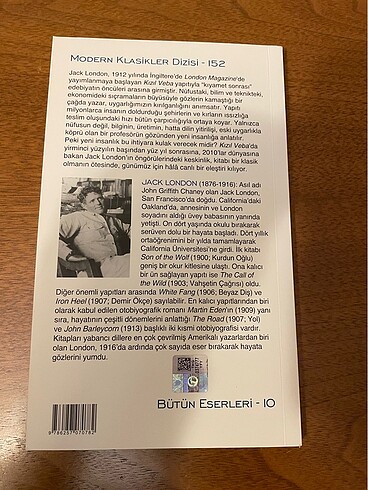 MODERN KLASİKLER DİZİSİ - 152
Jack London, 1912 yılında İngiltere'de London Magazine'de
yayımlanmaya başlayan Kızıl Veba yapıtıyla "kıyamet sonrası"
edebiyatın öncüleri arasına girmiştir. Nüfustaki, bilim ve teknikteki,
ekonomideki sıçramaların büyüsüyle gözlerin kamaştığı bir
çağda yazar, uygarlığımızın kırılganlığını anımsatır. Yapıtı
milyonlarca insanın doldurduğu şehirlerin ve kırların ıssızlığa
teslim oluşundaki hızı bütün çarpıcılığıyla ortaya koyar. Yalnızca
nüfusun değil, bilginin, üretimin, hatta dilin yitirilişi, eski uygarlıkla
köprü olan bir profesörün gözünden yeni insanlığa anlatılır.
Peki yeni insanlık bu ihtiyara kulak verecek midir? Kızıl Veba'da
yirminci yüzyılın başından yüz yıl sonrasına, 2010'lar dünyasına
bakan Jack London'ın öngörülerindeki keskinlik, kitabı bir klasik
olmanın ötesinde, günümüz için hâlâ canlı bir eleştiri kılıyor.
JACK LONDON (1876-1916): Asıl adı
John Griffith Chaney olan Jack London,
San Francisco'da doğdu. California'daki
Oakland'da, annesinin ve London
soyadını aldığı üvey babasının yanında
yetişti. On dört yaşında okulu bırakarak
serüven dolu bir hayata başladı. Dört yıllık
ortaöğrenimini bir yılda tamamlayarak
California Üniversitesi'ne girdi. İlk kitabı
Son of the Wolf (1900; Kurdun Oğlu)
geniş bir okur kitlesine ulaştı. Ona kalıcı
bir ün sağlayan yapıtı ise The Call of
the Wild (1903; Vahşetin Çağrısı) oldu.
Diğer önemli yapıtları arasında White Fang (1906; Beyaz Diş) ve
Iron Heel (1907; Demir Ökçe) sayılabilir. En kalıcı yapıtlarından biri
olarak kabul edilen otobiyografik romanı Martin Eden'ın (1909) yanı
sıra, hayatının çeşitli dönemlerini anlattığı The Road (1907; Yol)
ve John Barleycorn (1913) başlıklı iki kısmi otobiyografisi vardır.
Kitapları yabancı dillere en çok çevrilmiş Amerikalı yazarlardan biri
olan London, 1916'da ardında çok sayıda eser bırakarak hayata
gözlerini yumdu.
BÜTÜN ESERLERİ - 10
9 786257 070782